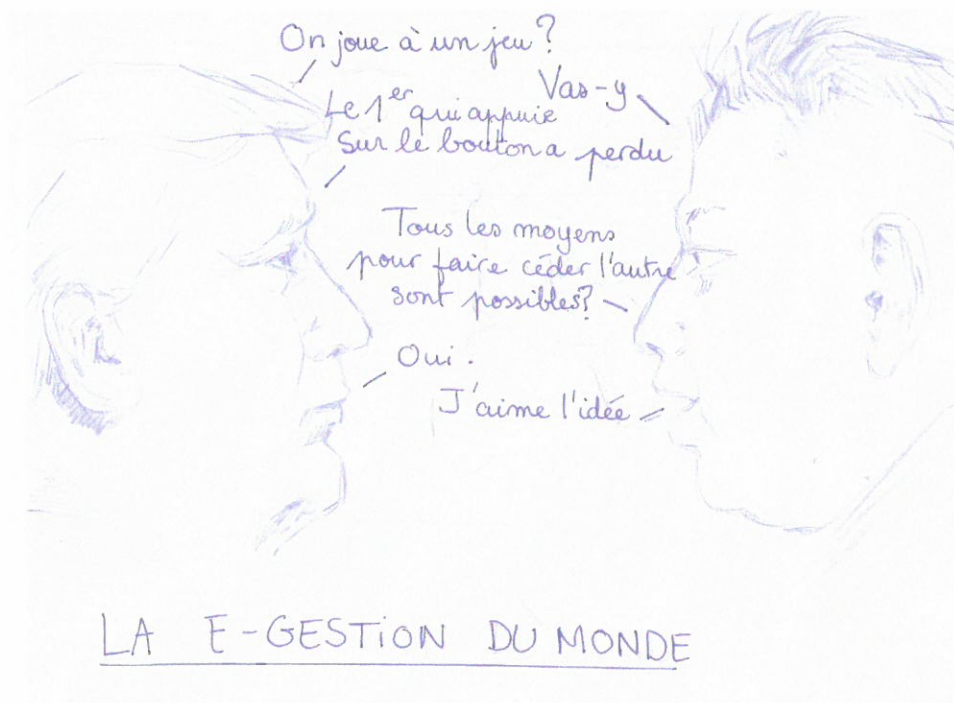 On joue à un jeu?
Vas-y
Le 1er qui appuie
Sur le bouton a perdu
Tous les moyens
pour faire céder l'autre
sont possibles?
Oui.
J'aime l'idée
LA E-GESTION DU MONDE